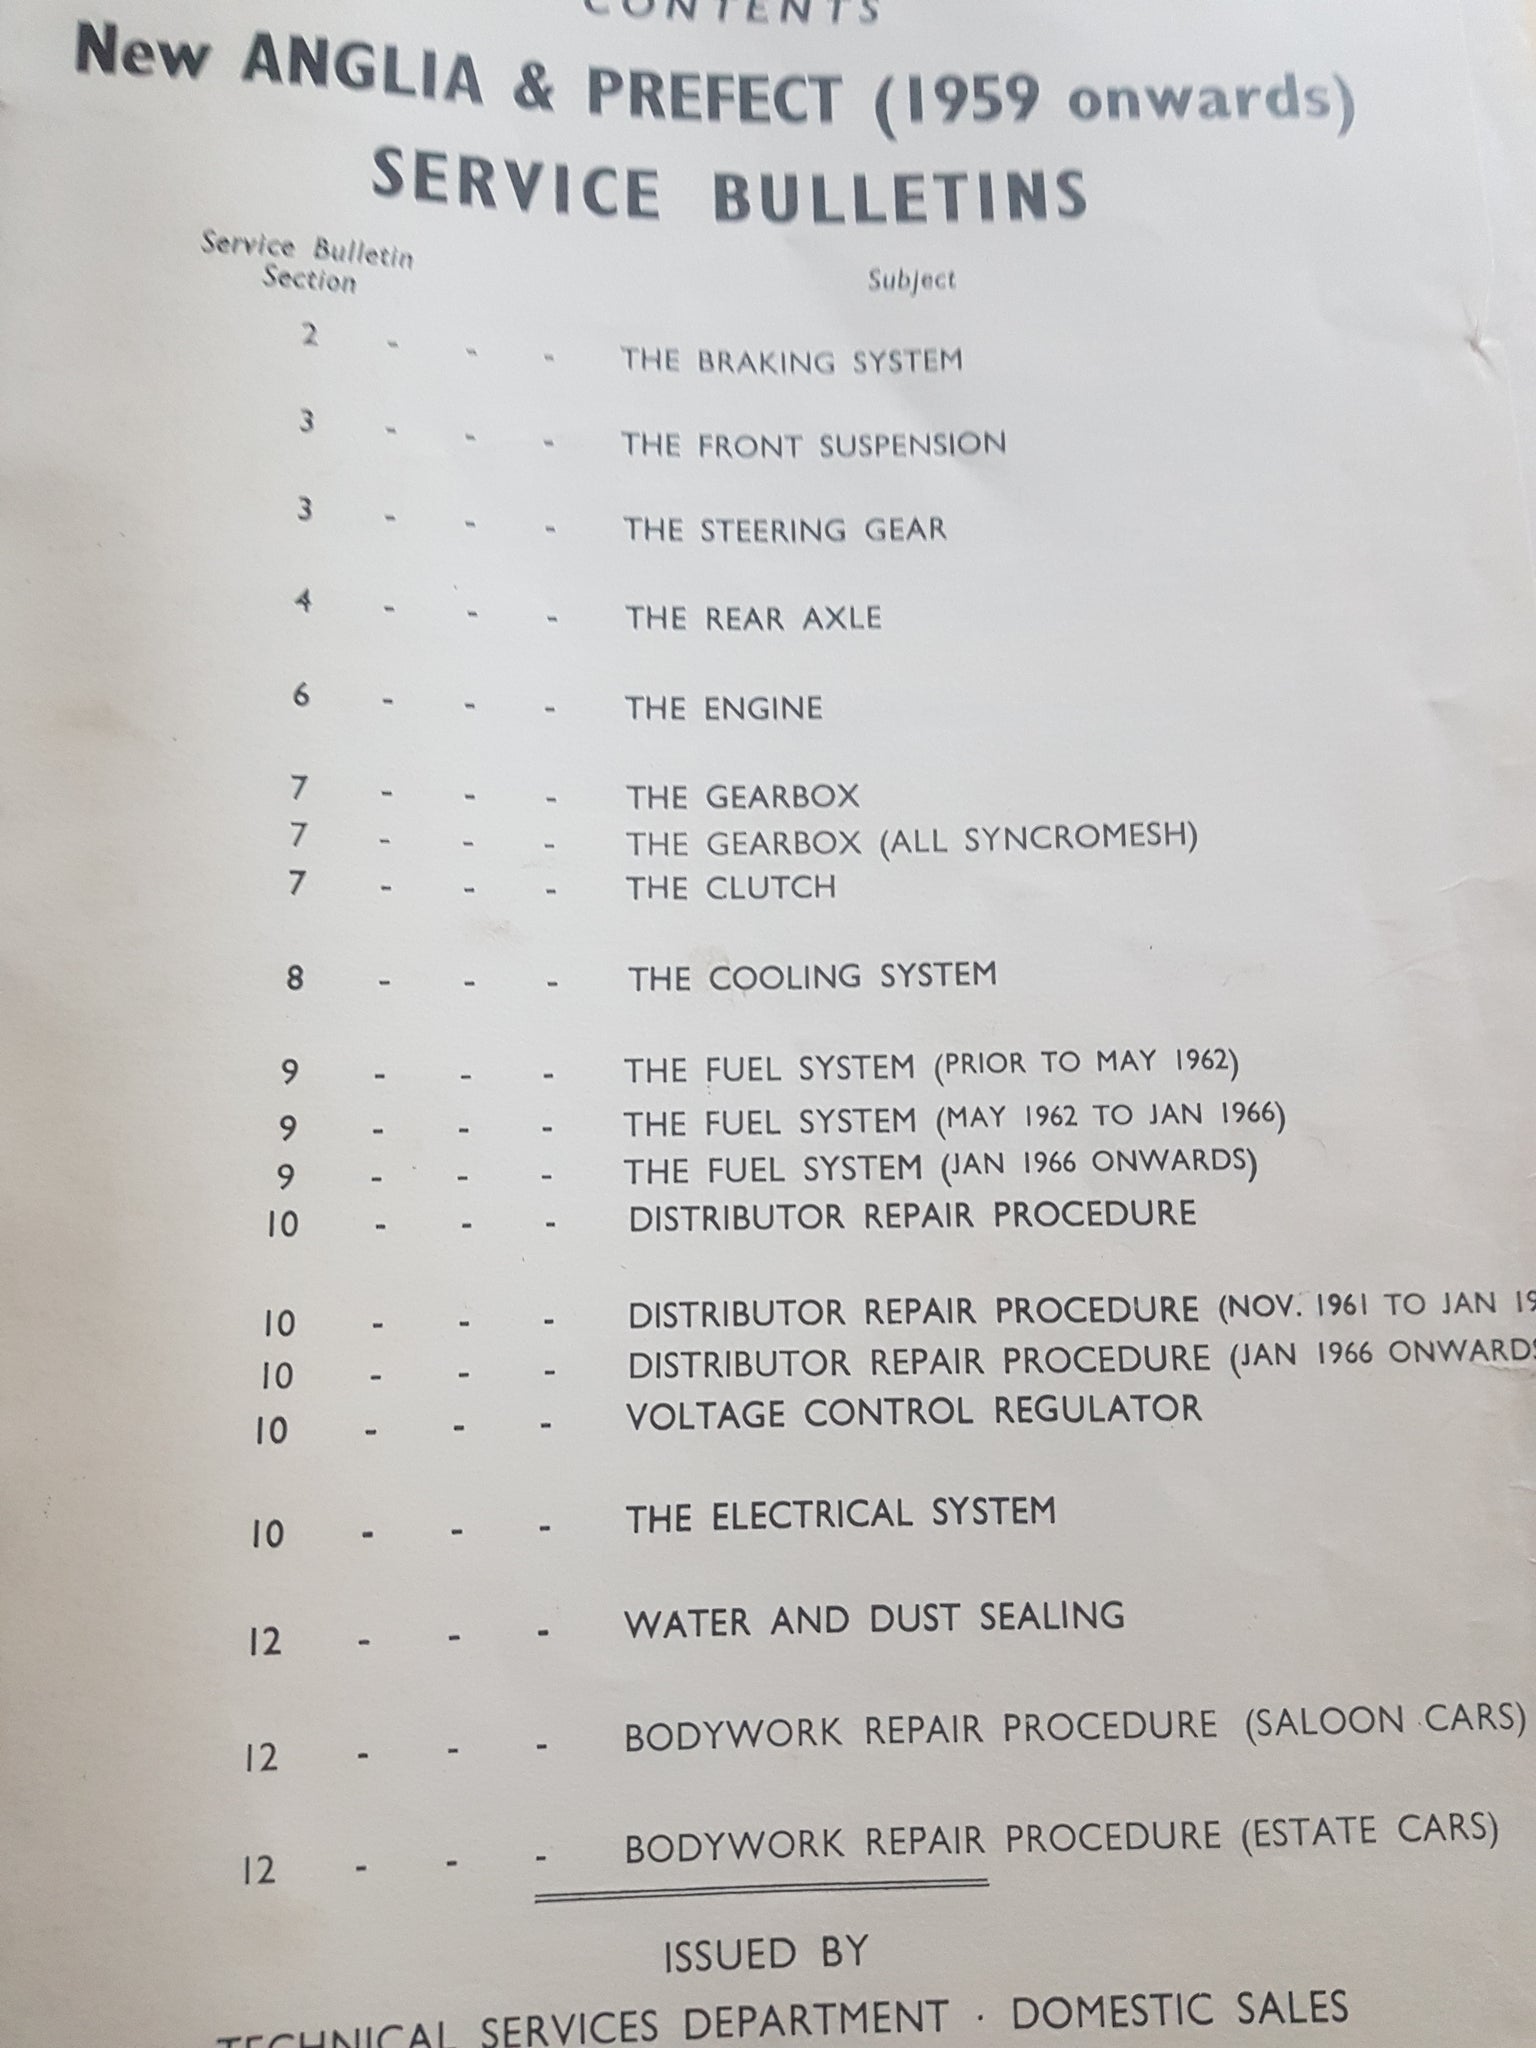 CONTENTS
New ANGLIA & PREFECT (1959 onwards)
SERVICE BULLETINS
Service Bulletin Section
Subject
2 - - - THE BRAKING SYSTEM
3 - - - THE FRONT SUSPENSION
3 - - - THE STEERING GEAR
4 - - - THE REAR AXLE
6 - - - THE ENGINE
7 - - - THE GEARBOX
7 - - - THE GEARBOX (ALL SYNCROMESH)
7 - - - THE CLUTCH
8 - - - THE COOLING SYSTEM
9 - - - THE FUEL SYSTEM (PRIOR TO MAY 1962)
9 - - - THE FUEL SYSTEM (MAY 1962 TO JAN 1966)
9 - - - THE FUEL SYSTEM (JAN 1966 ONWARDS)
10 - - - DISTRIBUTOR REPAIR PROCEDURE
10 - - - DISTRIBUTOR REPAIR PROCEDURE (NOV. 1961 TO JAN 19
10 - - - DISTRIBUTOR REPAIR PROCEDURE (JAN 1966 ONWARDS
10 - - - VOLTAGE CONTROL REGULATOR
10 - - - THE ELECTRICAL SYSTEM
12 - - - WATER AND DUST SEALING
12 - - - BODYWORK REPAIR PROCEDURE (SALOON CARS)
12 - - - BODYWORK REPAIR PROCEDURE (ESTATE CARS)
ISSUED BY
TECHNICAL SERVICES DEPARTMENT · DOMESTIC SALES